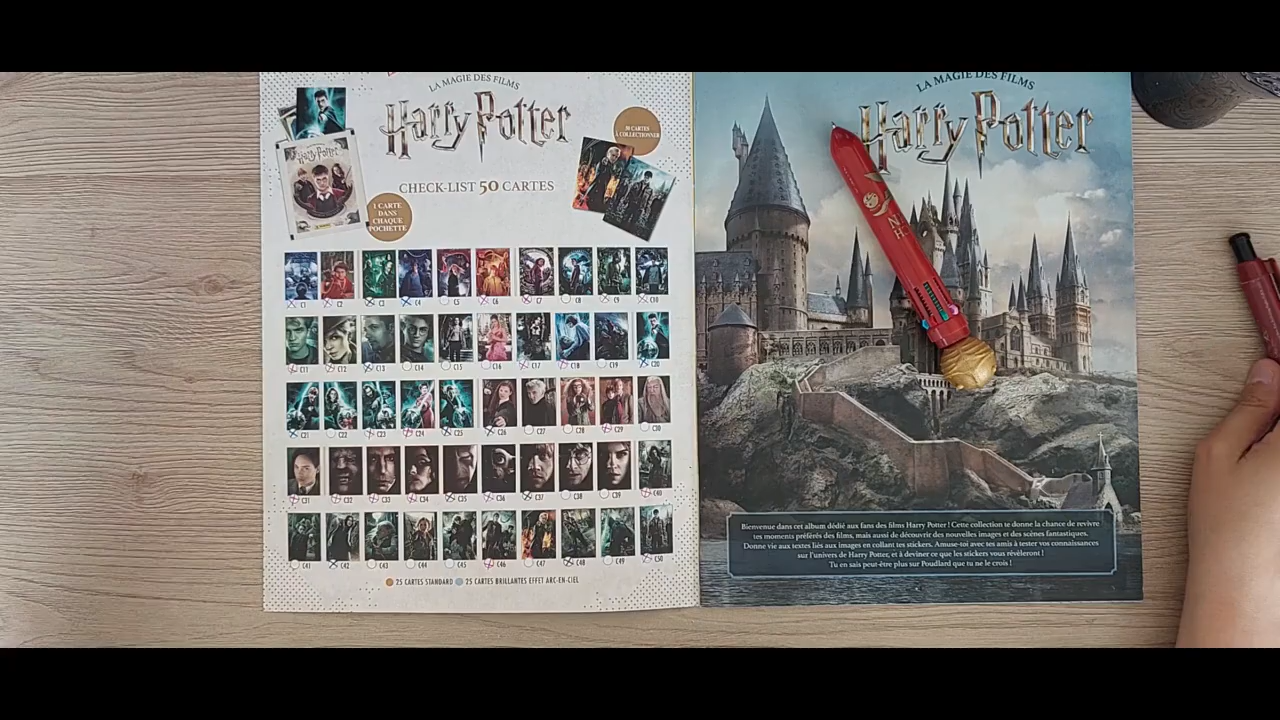 LA MAGIE DES FILMS
Harry Potter
50 CARTES
À COLLECTIONNER
Harry Potter
CHECK-LIST 50 CARTES
1 CARTE
DANS
CHAQUE
POCHETTE
C1 C2 C3 C4 C5 C6 C7 C8 C9 C10
C11 C12 C13 C14 C15 C16 C17 C18 C19 C20
C21 C22 C23 C24 C25 C26 C27 C28 C29 C30
C31 C32 C33 C34 C35 C36 C37 C38 C39 C40
C41 C42 C43 C44 C45 C46 C47 C48 C49 C50
25 CARTES STANDARD 25 CARTES BRILLANTES EFFET ARC-EN-CIEL
LA MAGIE DES FILMS
Harry Potter
NH
Bienvenue dans cet album dédié aux fans des films Harry Potter ! Cette collection te donne la chance de revivre
tes moments préférés des films, mais aussi de découvrir des nouvelles images et des scènes fantastiques.
Donne vie aux textes liés aux images en collant tes stickers. Amuse-toi avec tes amis à tester vos connaissances
sur l'univers de Harry Potter, et à deviner ce que les stickers vous révèleront !
Tu en sais peut-être plus sur Poudlard que tu ne le crois !